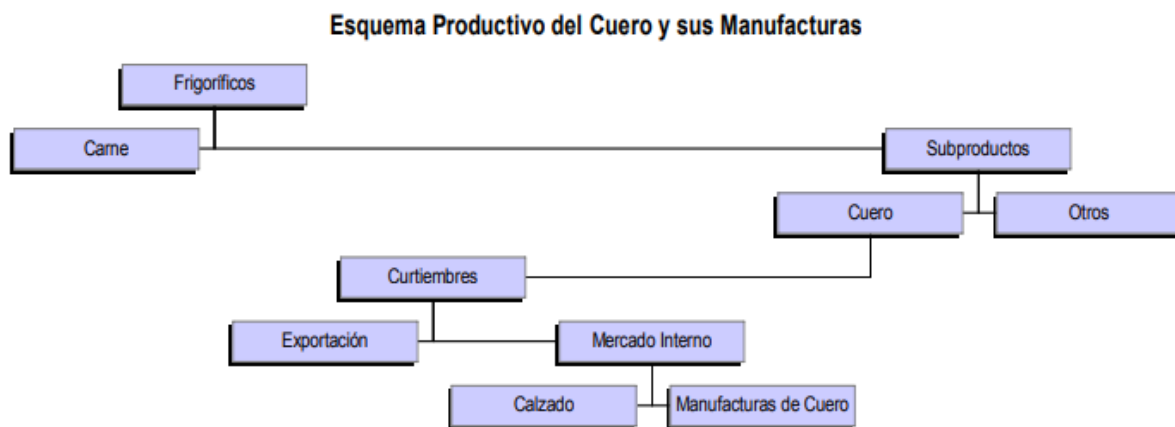 Esquema Productivo del Cuero y sus Manufacturas
Frigoríficos
Carne
Subproductos
Cuero
Otros
Curtiembres
Exportación
Mercado Interno
Calzado
Manufacturas de Cuero